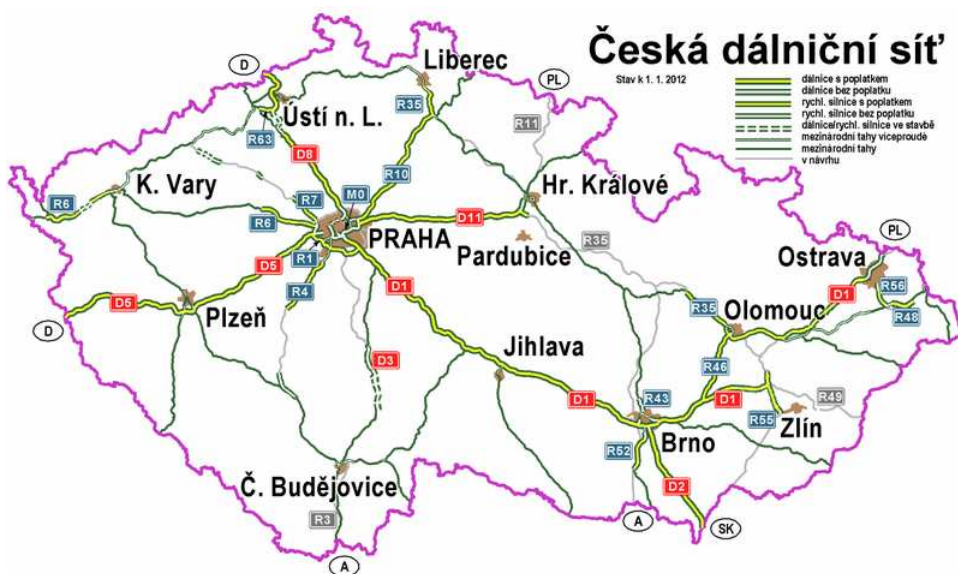 Česká dálniční síť
Stav k 1. 1. 2012
dálnice s poplatkem
dálnice bez poplatku
rychl. silnice s poplatkem
rychl. silnice bez poplatku
dálnice/rychl. silnice ve stavbě
mezinárodní tahy víceproudé
mezinárodní tahy
v návrhu
D
Liberec
PL
R35
Ústí n. L.
R11
R63
D8
R10
K. Vary
M0
Hr. Králové
R6
R7
R6
D11
PRAHA
R35
PL
R1
Pardubice
Ostrava
D5
D1
R56
D5
R4
D1
R35
Olomouc
R48
D
Plzeň
Jihlava
D3
R46
D1
R43
D1
R49
R55
Zlín
Brno
R52
Č. Budějovice
D2
R3
A
SK
A